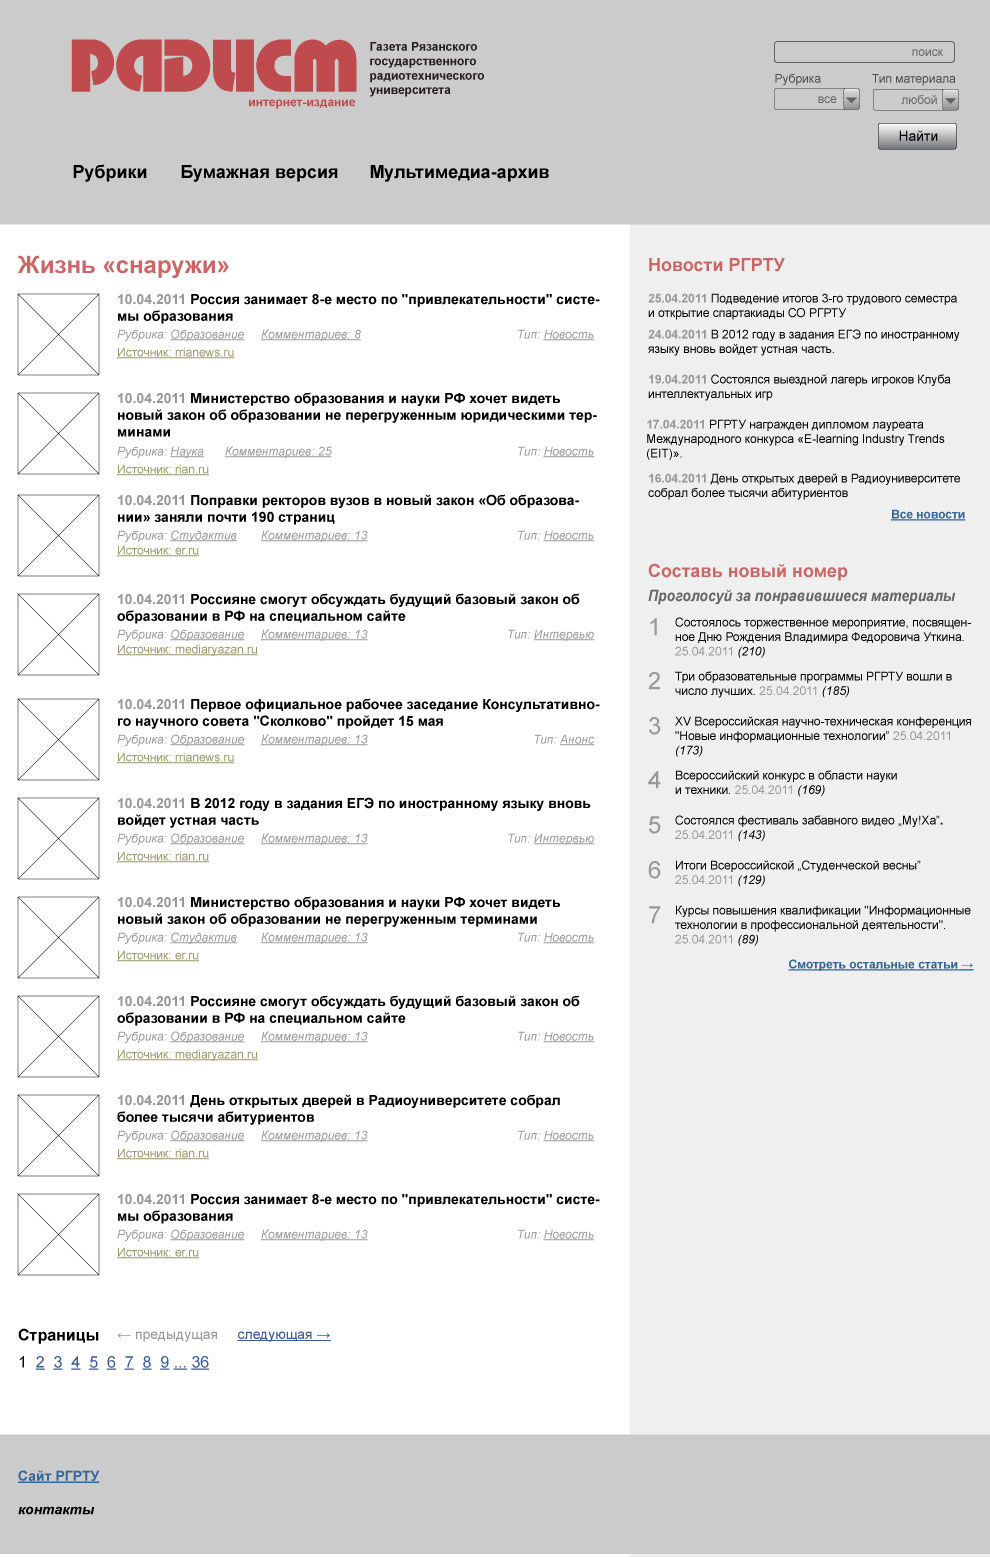 Радист
интернет-издание
Газета Рязанского
государственного
радиотехнического
университета
поиск
Рубрика
Тип материала
все
любой
Найти
Рубрики
Бумажная версия
Мультимедиа-архив
Жизнь «снаружи»
10.04.2011 Россия занимает 8-е место по "привлекательности" систе-
мы образования
Рубрика: Образование Комментариев: 8 Тип: Новость
Источник: rrianews.ru
10.04.2011 Министерство образования и науки РФ хочет видеть
новый закон об образовании не перегруженным юридическими тер-
минами
Рубрика: Наука Комментариев: 25 Тип: Новость
Источник: rian.ru
10.04.2011 Поправки ректоров вузов в новый закон «Об образова-
нии» заняли почти 190 страниц
Рубрика: Студактив Комментариев: 13 Тип: Новость
Источник: er.ru
10.04.2011 Россияне смогут обсуждать будущий базовый закон об
образовании в РФ на специальном сайте
Рубрика: Образование Комментариев: 13 Тип: Интервью
Источник: mediaryazan.ru
10.04.2011 Первое официальное рабочее заседание Консультативно-
го научного совета "Сколково" пройдет 15 мая
Рубрика: Образование Комментариев: 13 Тип: Анонс
Источник: rrianews.ru
10.04.2011 В 2012 году в задания ЕГЭ по иностранному языку вновь
войдет устная часть
Рубрика: Образование Комментариев: 13 Тип: Интервью
Источник: rian.ru
10.04.2011 Министерство образования и науки РФ хочет видеть
новый закон об образовании не перегруженным терминами
Рубрика: Студактив Комментариев: 13 Тип: Новость
Источник: er.ru
10.04.2011 Россияне смогут обсуждать будущий базовый закон об
образовании в РФ на специальном сайте
Рубрика: Образование Комментариев: 13 Тип: Новость
Источник: mediaryazan.ru
10.04.2011 День открытых дверей в Радиоуниверситете собрал
более тысячи абитуриентов
Рубрика: Образование Комментариев: 13 Тип: Новость
Источник: rian.ru
10.04.2011 Россия занимает 8-е место по "привлекательности" систе-
мы образования
Рубрика: Образование Комментариев: 13 Тип: Новость
Источник: er.ru
Страницы ← предыдущая следующая →
1 2 3 4 5 6 7 8 9 ... 36
Новости РГРТУ
25.04.2011 Подведение итогов 3-го трудового семестра
и открытие спартакиады СО РГРТУ
24.04.2011 В 2012 году в задания ЕГЭ по иностранному
языку вновь войдет устная часть.
19.04.2011 Состоялся выездной лагерь игроков Клуба
интеллектуальных игр
17.04.2011 РГРТУ награжден дипломом лауреата
Международного конкурса «E-learning Industry Trends
(EIT)».
16.04.2011 День открытых дверей в Радиоуниверситете
собрал более тысячи абитуриентов
Все новости
Составь новый номер
Проголосуй за понравившиеся материалы
1 Состоялось торжественное мероприятие, посвящен-
ное Дню Рождения Владимира Федоровича Уткина.
25.04.2011 (210)
2 Три образовательные программы РГРТУ вошли в
число лучших. 25.04.2011 (185)
3 XV Всероссийская научно-техническая конференция
"Новые информационные технологии" 25.04.2011
(173)
4 Всероссийский конкурс в области науки
и техники. 25.04.2011 (169)
5 Состоялся фестиваль забавного видео „Му!Ха”.
25.04.2011 (143)
6 Итоги Всероссийской „Студенческой весны”
25.04.2011 (129)
7 Курсы повышения квалификации "Информационные
технологии в профессиональной деятельности".
25.04.2011 (89)
Смотреть остальные статьи →
Сайт РГРТУ
контакты